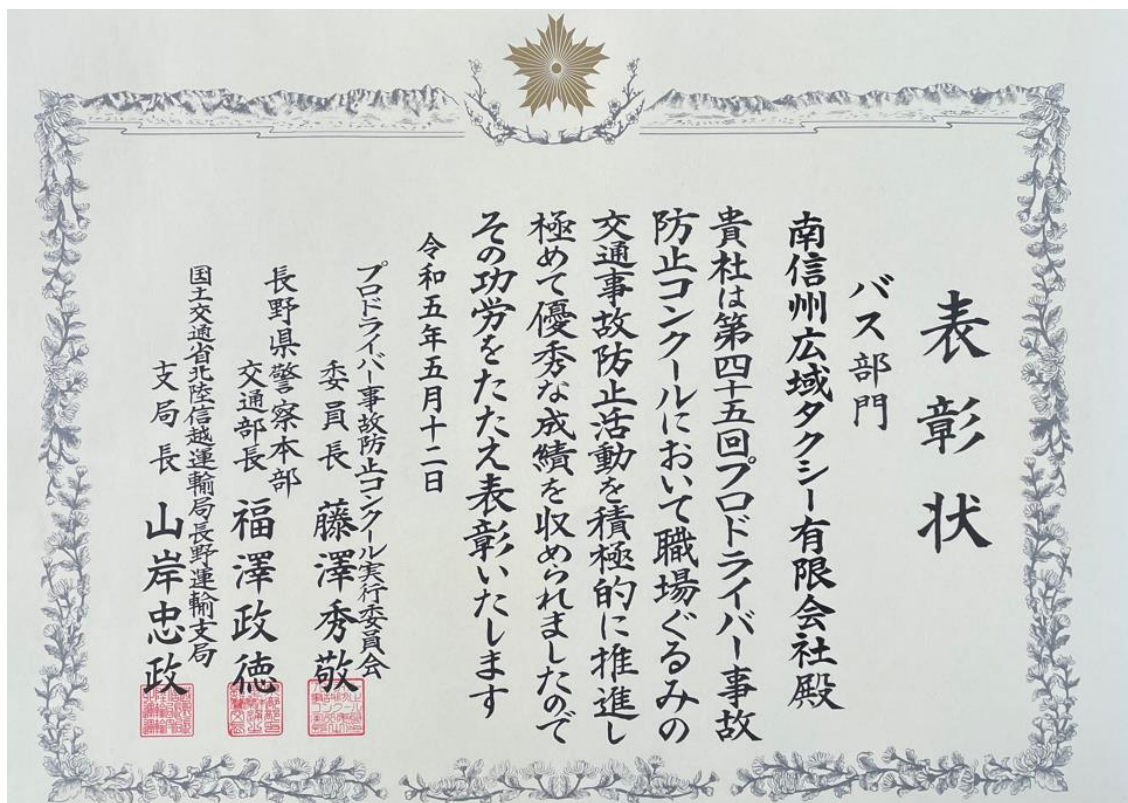 表彰状
バス部門
南信州広域タクシー有限会社殿
貴社は第四十五回プロドライバー事故
防止コンクールにおいて職場ぐるみの
交通事故防止活動を積極的に推進し
極めて優秀な成績を収められましたので
その功労をたたえ表彰いたします
令和五年五月十二日
プロドライバー事故防止コンクール実行委員会
委員長 藤澤秀敬
長野県警察本部
交通部長 福澤政徳
国土交通省北陸信越運輸局長野運輸支局
支局長 山岸忠政